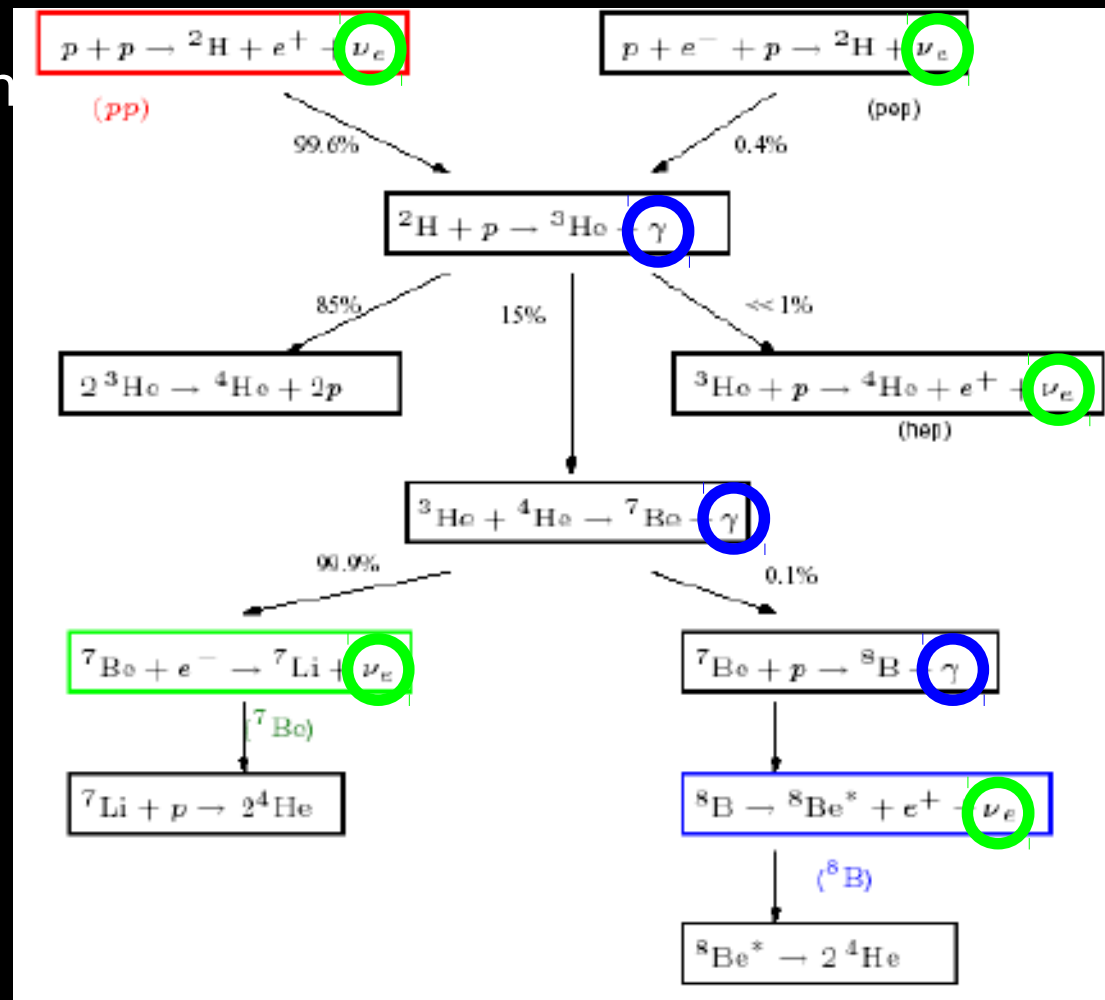 p + p → ²H + e⁺ + νₑ
p + e⁻ + p → ²H + νₑ
n
(pp)
(pep)
99.6%
0.4%
²H + p → ³He + γ
85%
15%
<< 1%
2 ³He → ⁴He + 2p
³He + p → ⁴He + e⁺ + νₑ
(hep)
³He + ⁴He → ⁷Be + γ
99.9%
0.1%
⁷Be + e⁻ → ⁷Li + νₑ
⁷Be + p → ⁸B + γ
(⁷Be)
⁷Li + p → 2⁴He
⁸B → ⁸Be* + e⁺ + νₑ
(⁸B)
⁸Be* → 2 ⁴He